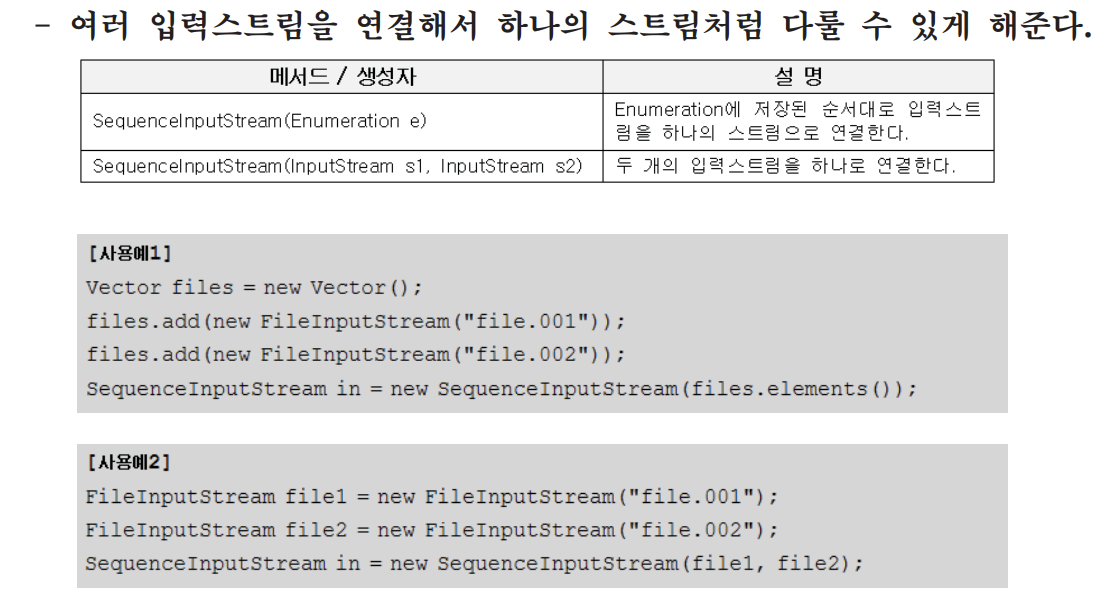 - 여러 입력스트림을 연결해서 하나의 스트림처럼 다룰 수 있게 해준다.
메서드 / 생성자
설 명
SequenceInputStream(Enumeration e)
Enumeration에 저장된 순서대로 입력스트
림을 하나의 스트림으로 연결한다.
SequenceInputStream(InputStream s1, InputStream s2)
두 개의 입력스트림을 하나로 연결한다.
[사용예1]
Vector files = new Vector();
files.add(new FileInputStream("file.001"));
files.add(new FileInputStream("file.002"));
SequenceInputStream in = new SequenceInputStream(files.elements());
[사용예2]
FileInputStream file1 = new FileInputStream("file.001");
FileInputStream file2 = new FileInputStream("file.002");
SequenceInputStream in = new SequenceInputStream(file1, file2);